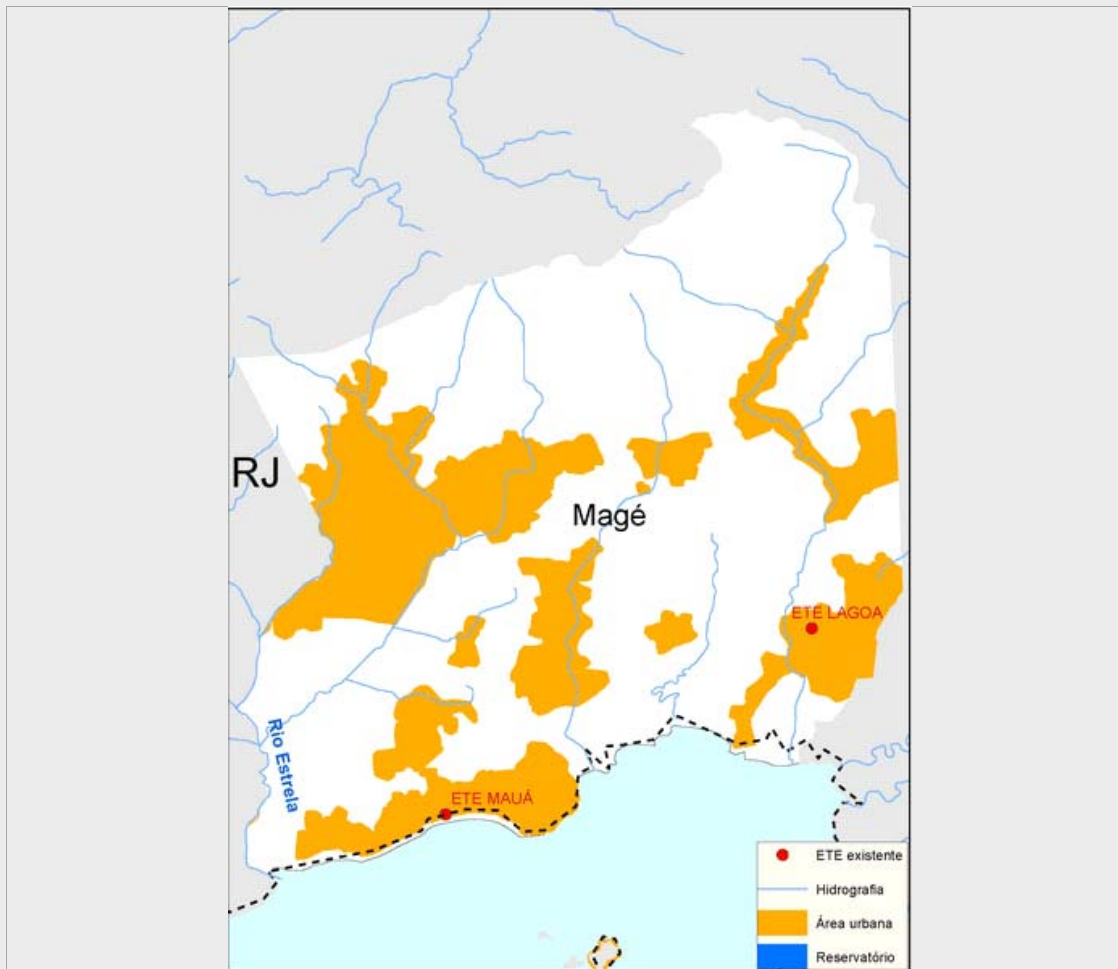 RJ
Magé
ETE LAGOA
Rio Estrela
ETE MAUÁ
ETE existente
Hidrografia
Área urbana
Reservatório